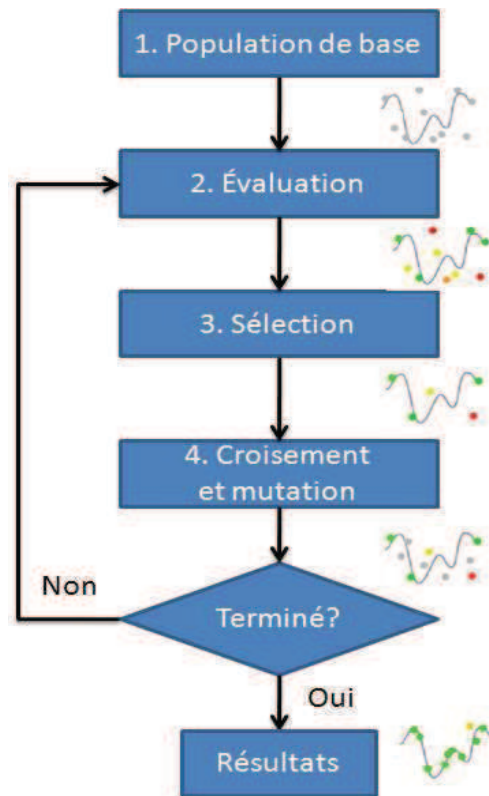 1. Population de base
2. Évaluation
3. Sélection
4. Croisement
et mutation
Terminé?
Non
Oui
Résultats